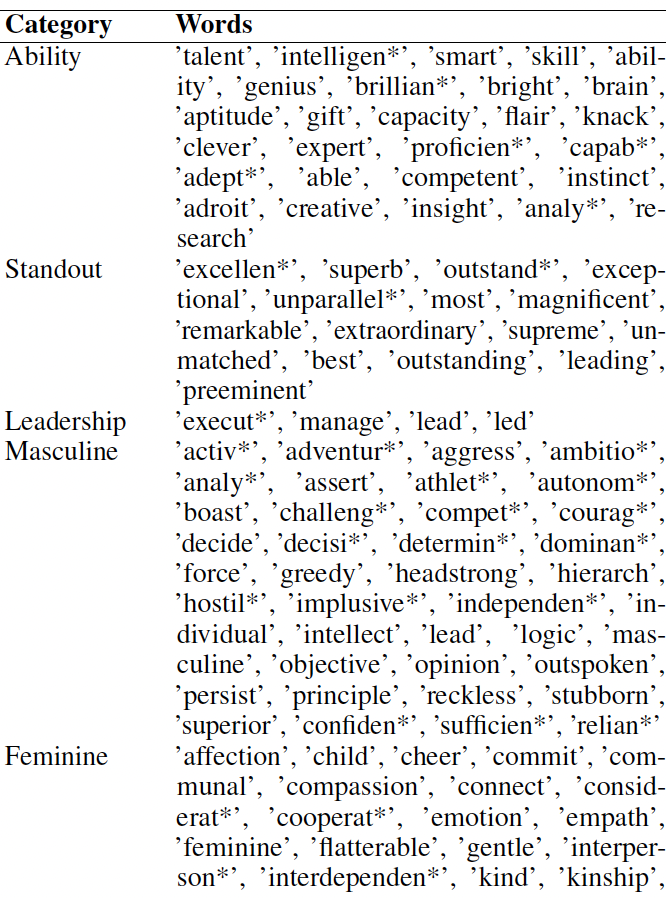 Category Words
Ability ’talent’, ’intelligen*’, ’smart’, ’skill’, ’abil-
ity’, ’genius’, ’brillian*’, ’bright’, ’brain’,
’aptitude’, ’gift’, ’capacity’, ’flair’, ’knack’,
’clever’, ’expert’, ’proficien*’, ’capab*’,
’adept*’, ’able’, ’competent’, ’instinct’,
’adroit’, ’creative’, ’insight’, ’analy*’, ’re-
search’
Standout ’excellen*’, ’superb’, ’outstand*’, ’excep-
tional’, ’unparallel*’, ’most’, ’magnificent’,
’remarkable’, ’extraordinary’, ’supreme’, ’un-
matched’, ’best’, ’outstanding’, ’leading’,
’preeminent’
Leadership ’execut*’, ’manage’, ’lead’, ’led’
Masculine ’activ*’, ’adventur*’, ’aggress’, ’ambitio*’,
’analy*’, ’assert’, ’athlet*’, ’autonom*’,
’boast’, ’challeng*’, ’compet*’, ’courag*’,
’decide’, ’decisi*’, ’determin*’, ’dominan*’,
’force’, ’greedy’, ’headstrong’, ’hierarch’,
’hostil*’, ’implusive*’, ’independen*’, ’in-
dividual’, ’intellect’, ’lead’, ’logic’, ’mas-
culine’, ’objective’, ’opinion’, ’outspoken’,
’persist’, ’principle’, ’reckless’, ’stubborn’,
’superior’, ’confiden*’, ’sufficien*’, ’relian*’
Feminine ’affection’, ’child’, ’cheer’, ’commit’, ’com-
munal’, ’compassion’, ’connect’, ’consid-
erat*’, ’cooperat*’, ’emotion’, ’empath’,
’feminine’, ’flatterable’, ’gentle’, ’interper-
son*’, ’interdependen*’, ’kind’, ’kinship’,